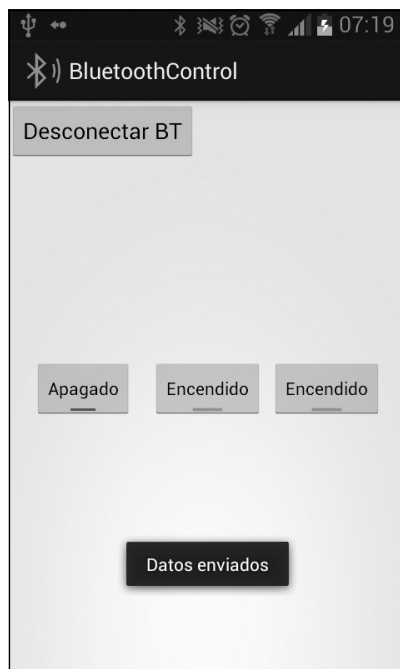 07:19
BluetoothControl
Desconectar BT
Apagado Encendido Encendido
Datos enviados